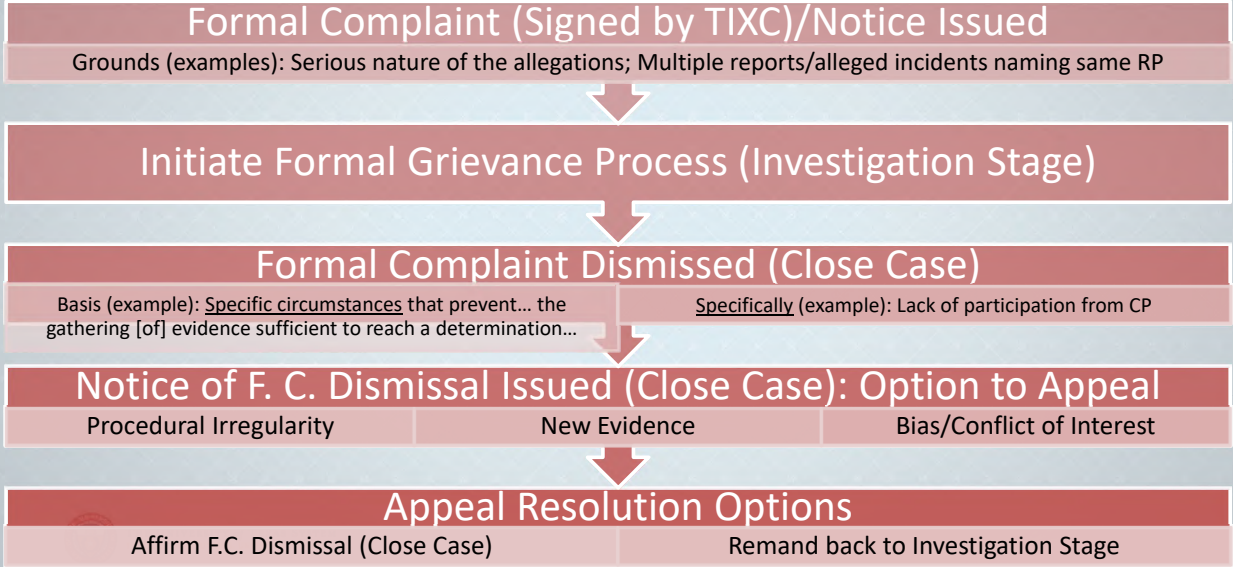 Formal Complaint (Signed by TIXC)/Notice Issued
Grounds (examples): Serious nature of the allegations; Multiple reports/alleged incidents naming same RP
Initiate Formal Grievance Process (Investigation Stage)
Formal Complaint Dismissed (Close Case)
Basis (example): Specific circumstances that prevent… the
gathering [of] evidence sufficient to reach a determination…
Specifically (example): Lack of participation from CP
Notice of F. C. Dismissal Issued (Close Case): Option to Appeal
Procedural Irregularity
New Evidence
Bias/Conflict of Interest
Appeal Resolution Options
Affirm F.C. Dismissal (Close Case)
Remand back to Investigation Stage